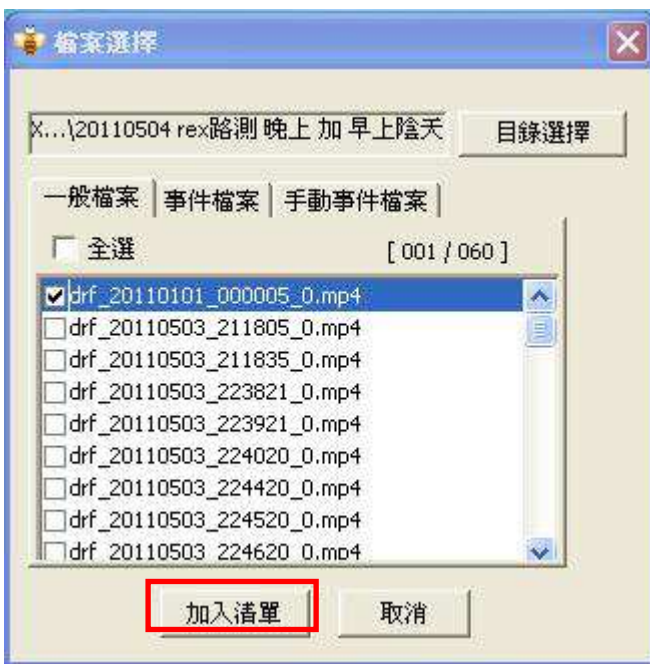 檔案選擇
X...\20110504 rex路測 晚上 加 早上陰天 目錄選擇
一般檔案 事件檔案 手動事件檔案
全選 [ 001 / 060 ]
drf_20110101_000005_0.mp4
drf_20110503_211805_0.mp4
drf_20110503_211835_0.mp4
drf_20110503_223821_0.mp4
drf_20110503_223921_0.mp4
drf_20110503_224020_0.mp4
drf_20110503_224420_0.mp4
drf_20110503_224520_0.mp4
drf_20110503_224620_0.mp4
加入清單 取消